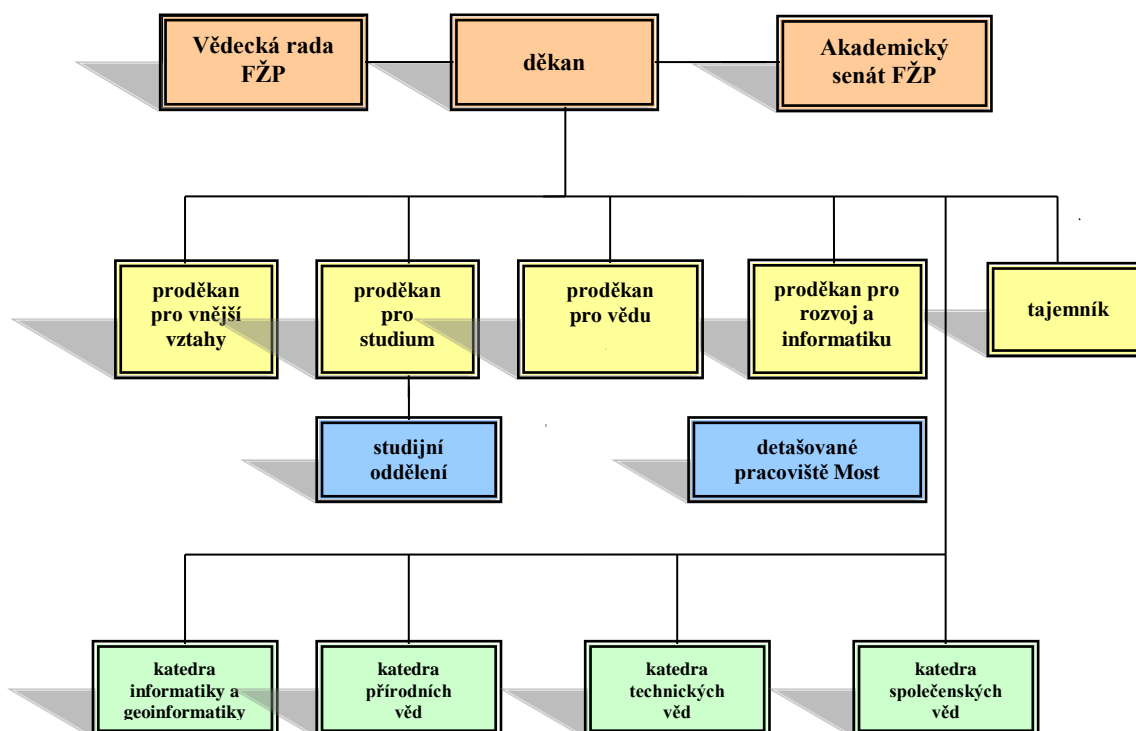 Vědecká rada
FŽP
děkan
Akademický
senát FŽP
proděkan
pro vnější
vztahy
proděkan
pro
studium
proděkan
pro vědu
proděkan pro
rozvoj a
informatiku
tajemník
studijní
oddělení
detašované
pracoviště Most
katedra
informatiky a
geoinformatiky
katedra
přírodních
věd
katedra
technických
věd
katedra
společenských
věd